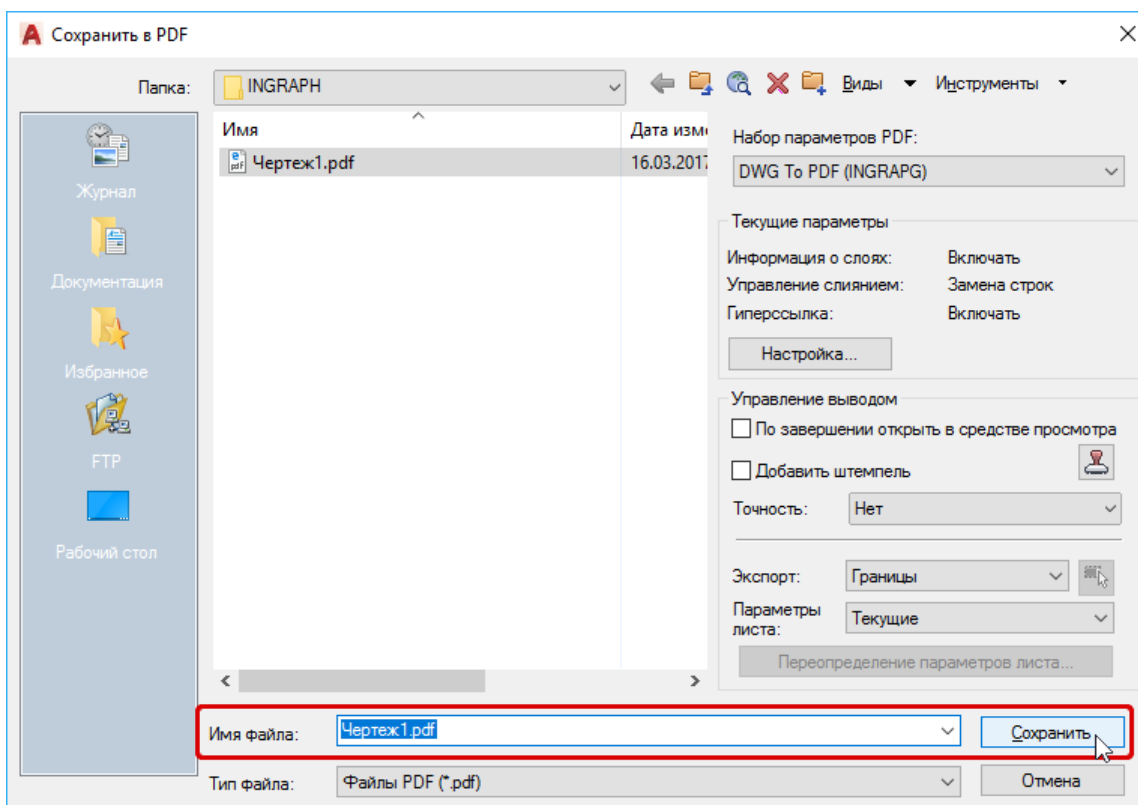 Сохранить в PDF
Папка: INGRAPH Виды Инструменты
Журнал
Документация
Избранное
FTP
Рабочий стол
Имя Дата изме
Чертеж1.pdf 16.03.2017
Набор параметров PDF:
DWG To PDF (INGRAPG)
Текущие параметры
Информация о слоях: Включать
Управление слиянием: Замена строк
Гиперссылка: Включать
Настройка...
Управление выводом
По завершении открыть в средстве просмотра
Добавить штемпель
Точность: Нет
Экспорт: Границы
Параметры
листа: Текущие
Переопределение параметров листа...
Имя файла: Чертеж1.pdf Сохранить
Тип файла: Файлы PDF (*.pdf) Отмена